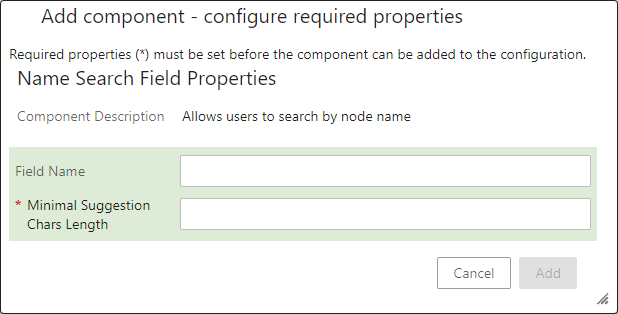 Add component - configure required properties
Required properties (*) must be set before the component can be added to the configuration.
Name Search Field Properties
Component Description Allows users to search by node name
Field Name
* Minimal Suggestion
Chars Length
Cancel Add